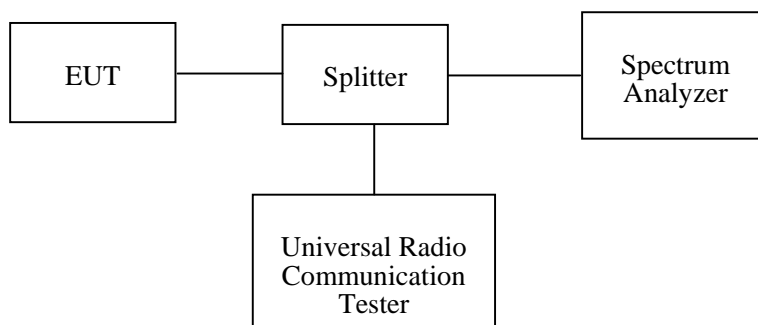 EUT
Splitter
Spectrum
Analyzer
Universal Radio
Communication
Tester